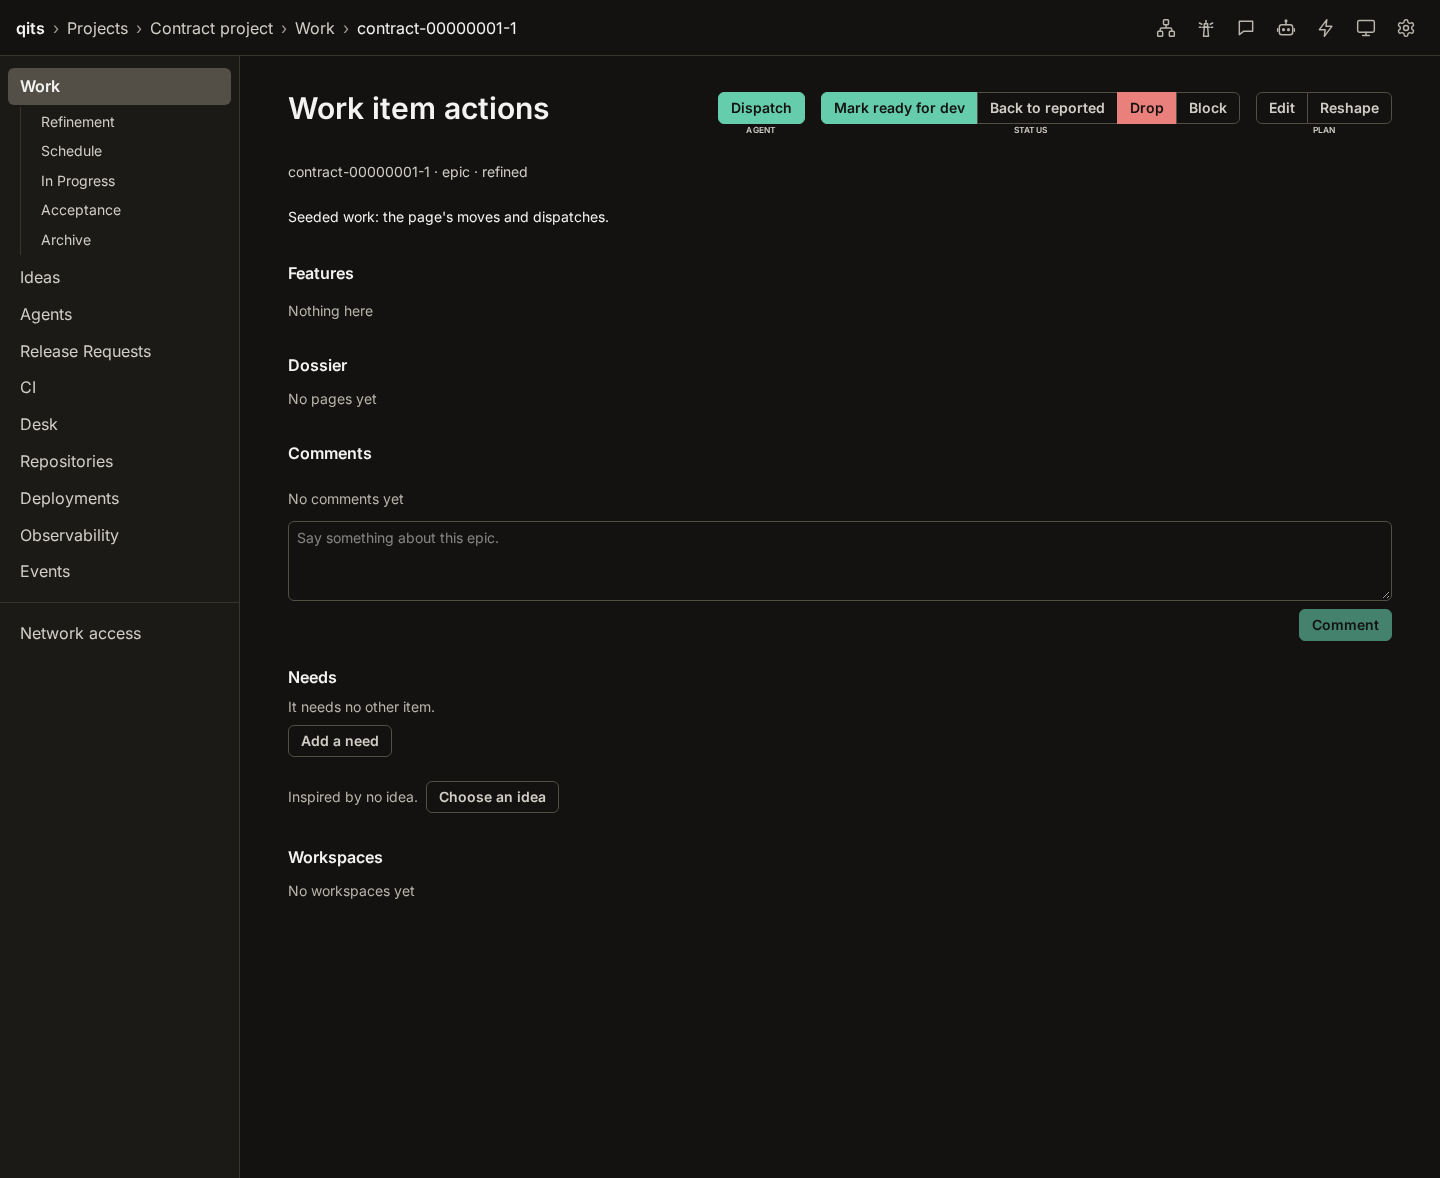 qits › Projects › Contract project › Work › contract-00000001-1
Work
Refinement
Schedule
In Progress
Acceptance
Archive
Ideas
Agents
Release Requests
CI
Desk
Repositories
Deployments
Observability
Events
Network access
Work item actions
Dispatch
AGENT
Mark ready for dev
Back to reported
Drop
Block
STATUS
Edit
Reshape
PLAN
contract-00000001-1 · epic · refined
Seeded work: the page's moves and dispatches.
Features
Nothing here
Dossier
No pages yet
Comments
No comments yet
Say something about this epic.
Comment
Needs
It needs no other item.
Add a need
Inspired by no idea. Choose an idea
Workspaces
No workspaces yet